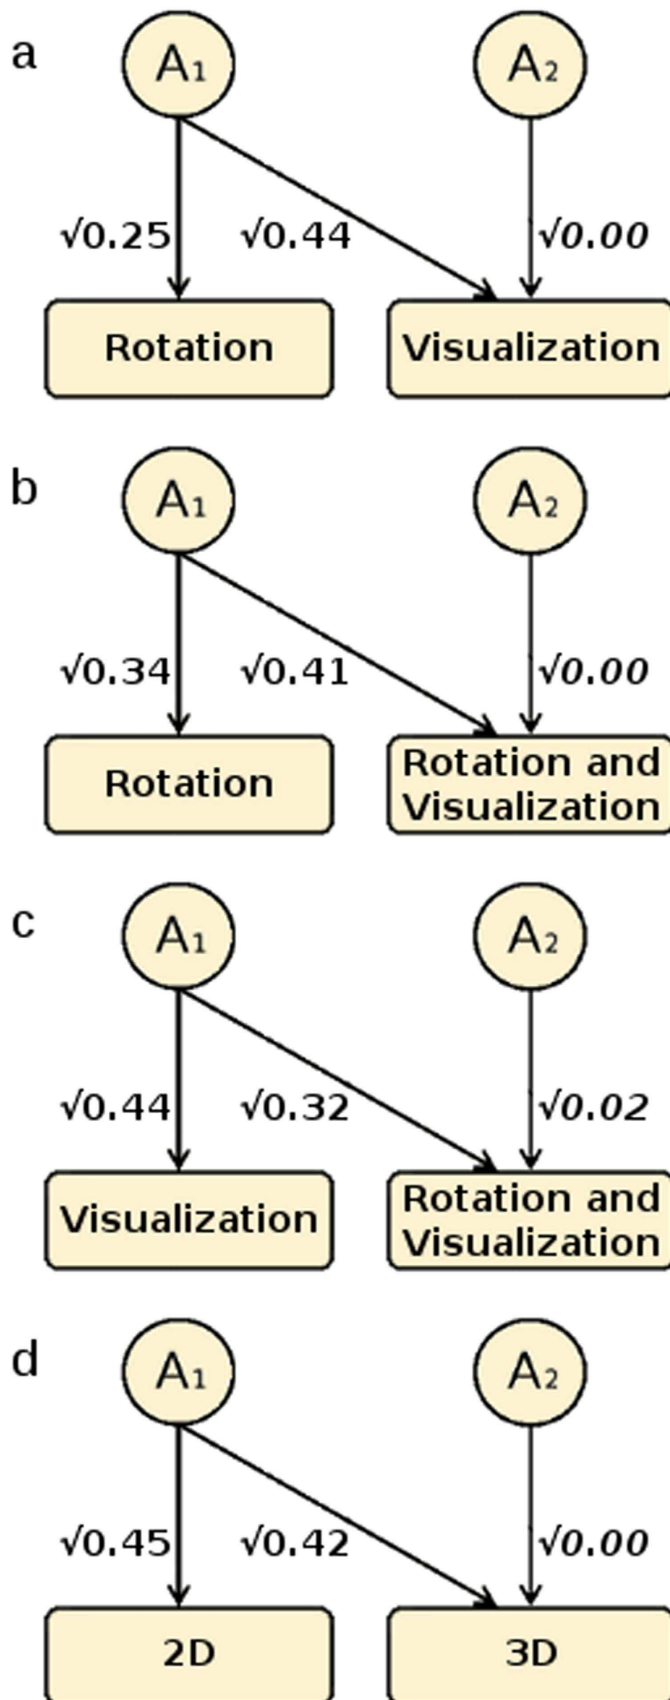 a
A₁ A₂
√0.25 √0.44 √0.00
Rotation Visualization
b
A₁ A₂
√0.34 √0.41 √0.00
Rotation
Rotation and
Visualization
c
A₁ A₂
√0.44 √0.32 √0.02
Visualization
Rotation and
Visualization
d
A₁ A₂
√0.45 √0.42 √0.00
2D 3D